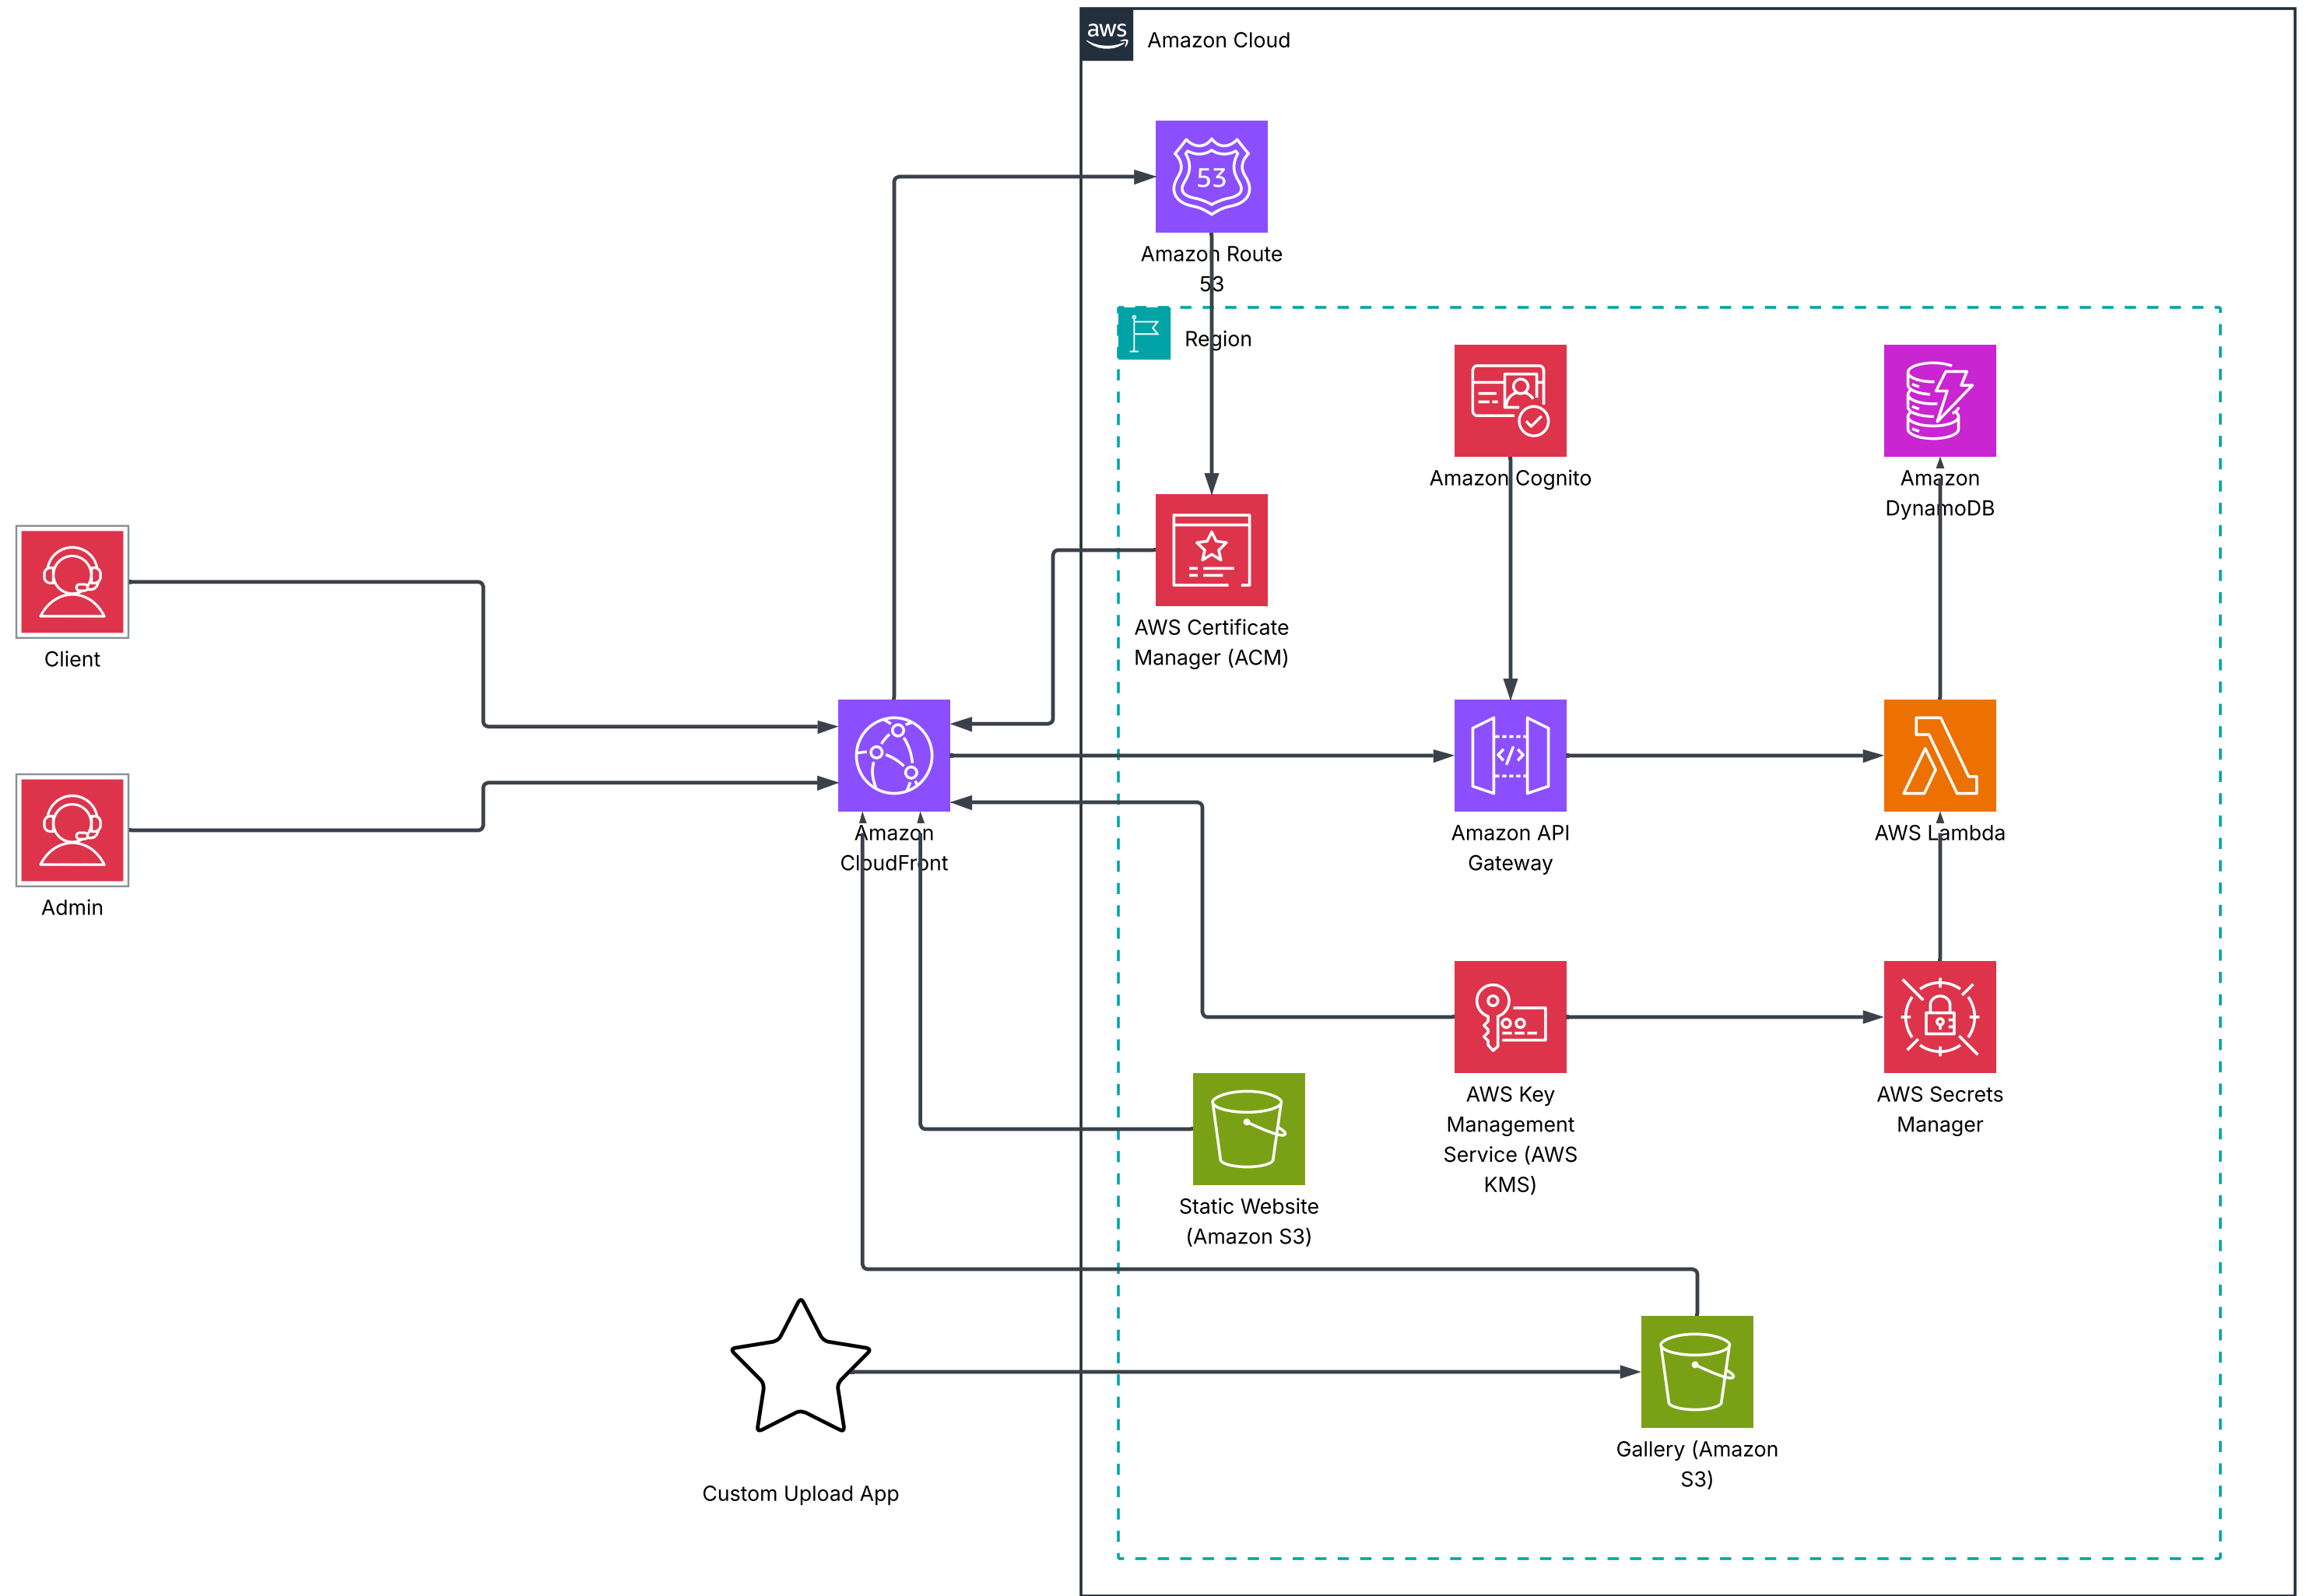 aws
Amazon Cloud
53
Amazon Route
53
Region
Amazon Cognito
Amazon
DynamoDB
Client
AWS Certificate
Manager (ACM)
Admin
Amazon
CloudFront
Amazon API
Gateway
AWS Lambda
AWS Key
Management
Service (AWS
KMS)
AWS Secrets
Manager
Static Website
(Amazon S3)
Custom Upload App
Gallery (Amazon
S3)